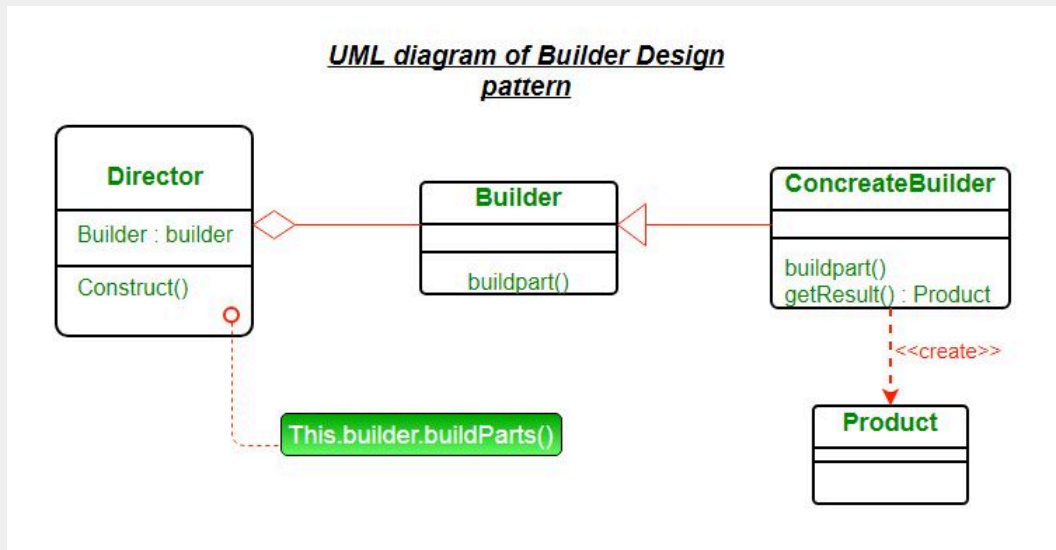 UML diagram of Builder Design
pattern
Director
Builder : builder
Construct()
Builder
buildpart()
ConcreateBuilder
buildpart()
getResult() : Product
<<create>>
Product
This.builder.buildParts()